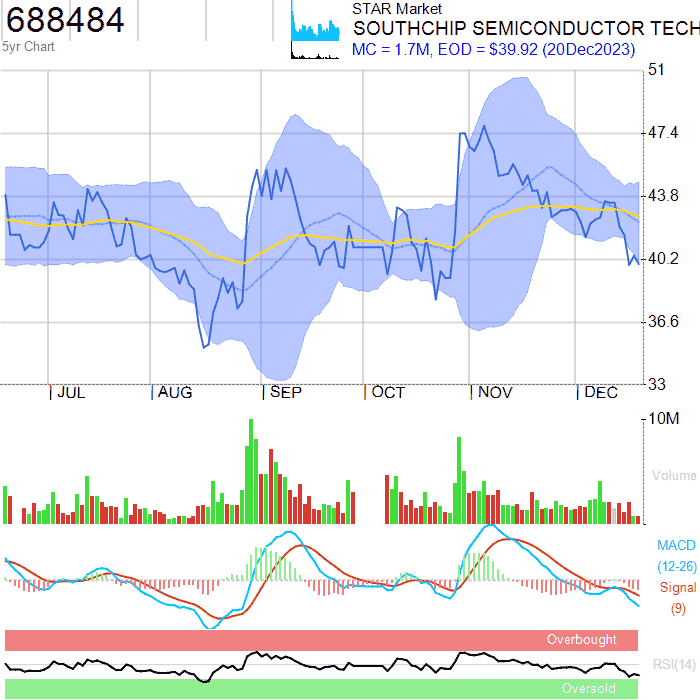 688484
5yr Chart
STAR Market
SOUTHCHIP SEMICONDUCTOR TECH
MC = 1.7M, EOD = $39.92 (20Dec2023)
51
47.4
43.8
40.2
36.6
33
JUL
AUG
SEP
OCT
NOV
DEC
10M
Volume
MACD
(12-26)
Signal
(9)
Overbought
RSI(14)
Oversold